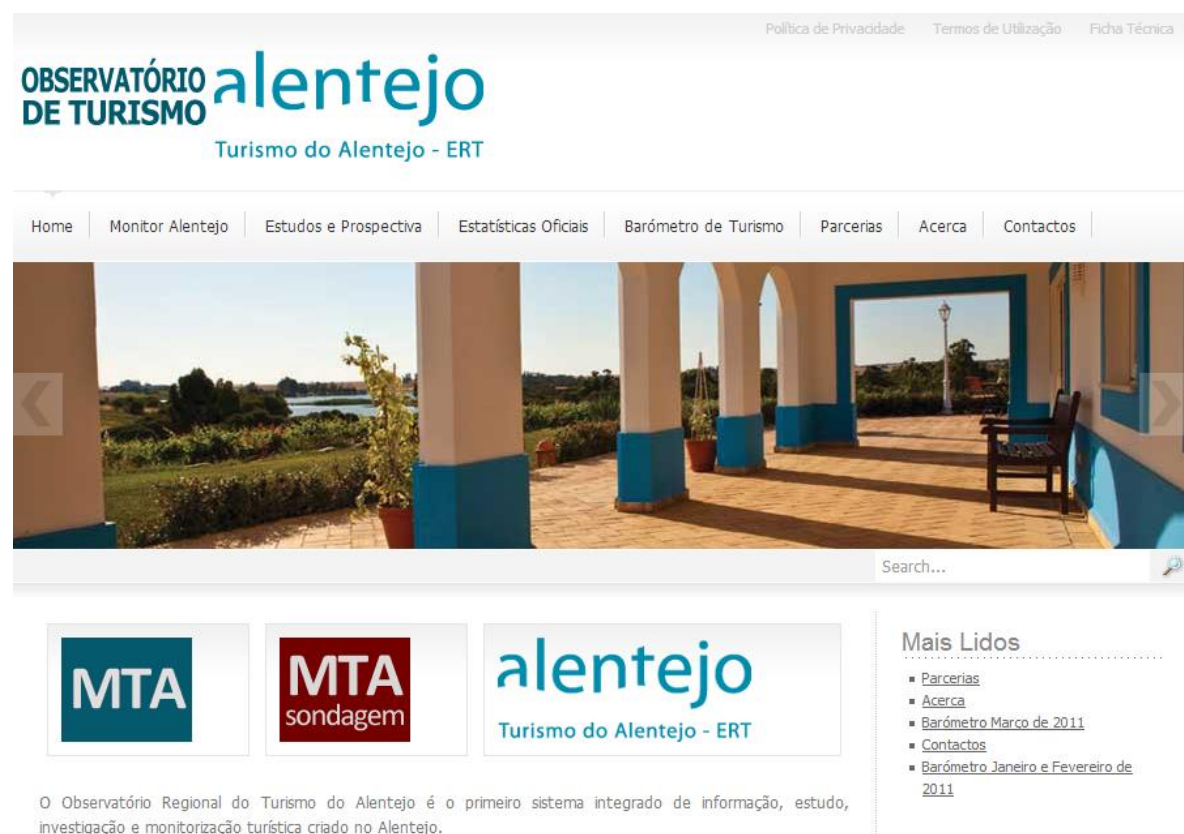 Política de Privacidade Termos de Utilização Ficha Técnica
OBSERVATÓRIO
DE TURISMO
alentejo
Turismo do Alentejo - ERT
Home Monitor Alentejo Estudos e Prospectiva Estatísticas Oficiais Barómetro de Turismo Parcerias Acerca Contactos
Search...
MTA
MTA
sondagem
alentejo
Turismo do Alentejo - ERT
O Observatório Regional do Turismo do Alentejo é o primeiro sistema integrado de informação, estudo,
investigação e monitorização turística criado no Alentejo.
Mais Lidos
Parcerias
Acerca
Barómetro Março de 2011
Contactos
Barómetro Janeiro e Fevereiro de
2011